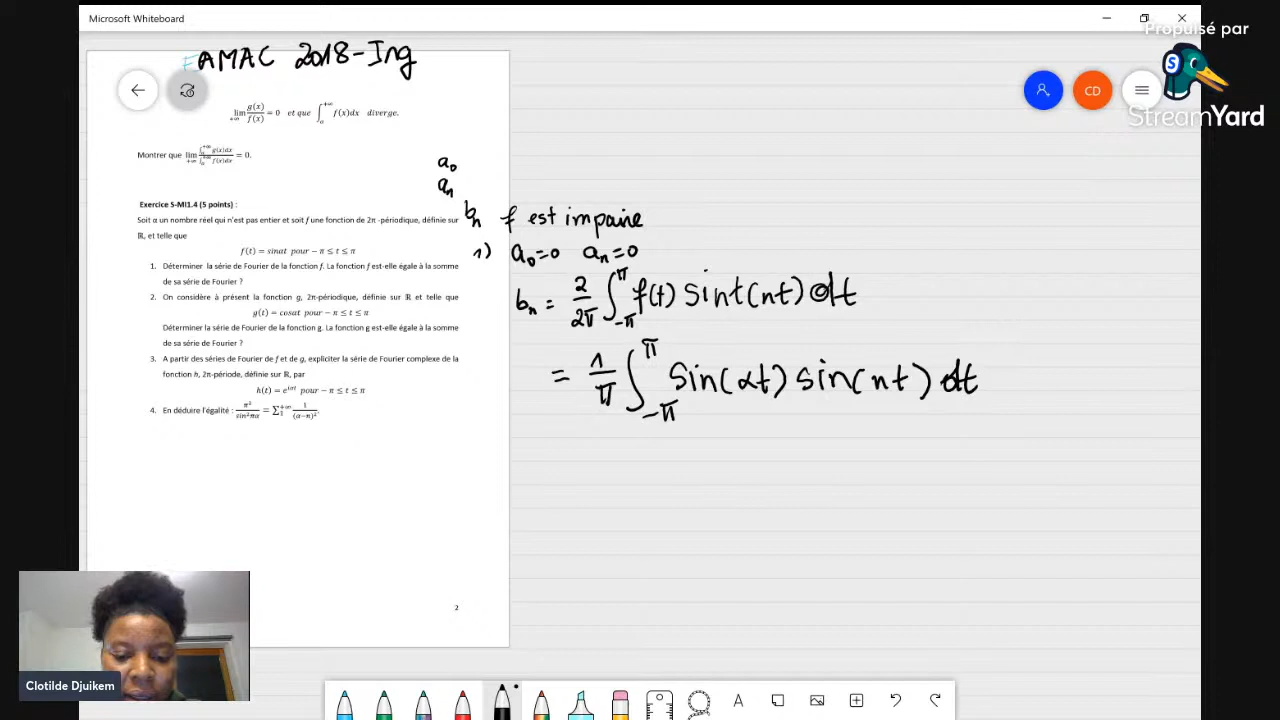 Microsoft Whiteboard
Propulsé par
StreamYard
CD
EAMAC 2018-Ing
lim g(x)/f(x) = 0 et que ∫ f(x)dx diverge.
+∞
Montrer que lim ∫ g(x)dx / ∫ f(x)dx = 0.
Exercice S-MI1.4 (5 points) :
Soit α un nombre réel qui n'est pas entier et soit f une fonction de 2π -périodique, définie sur
ℝ, et telle que
f(t) = sinαt pour − π ≤ t ≤ π
1. Déterminer la série de Fourier de la fonction f. La fonction f est-elle égale à la somme
de sa série de Fourier ?
2. On considère à présent la fonction g, 2π-périodique, définie sur ℝ et telle que
g(t) = cosαt pour − π ≤ t ≤ π
Déterminer la série de Fourier de la fonction g. La fonction g est-elle égale à la somme
de sa série de Fourier ?
3. A partir des séries de Fourier de f et de g, expliciter la série de Fourier complexe de la
fonction h, 2π-période, définie sur ℝ, par
h(t) = e^{iαt} pour − π ≤ t ≤ π
4. En déduire l'égalité : π²/sin²πα = ∑₁^{+∞} 1/(α−n)².
2
a₀
aₙ
bₙ f est impaire
1) a₀=0 aₙ=0
bₙ = 2/2π ∫_{-π}^{π} f(t) sint(nt) dt
= 1/π ∫_{-π}^{π} Sin(αt) sin(nt) dt
Clotilde Djuikem